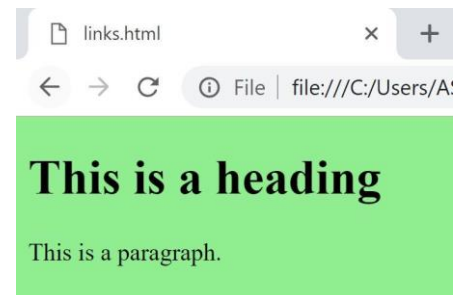 links.html
File | file:///C:/Users/AS
This is a heading
This is a paragraph.